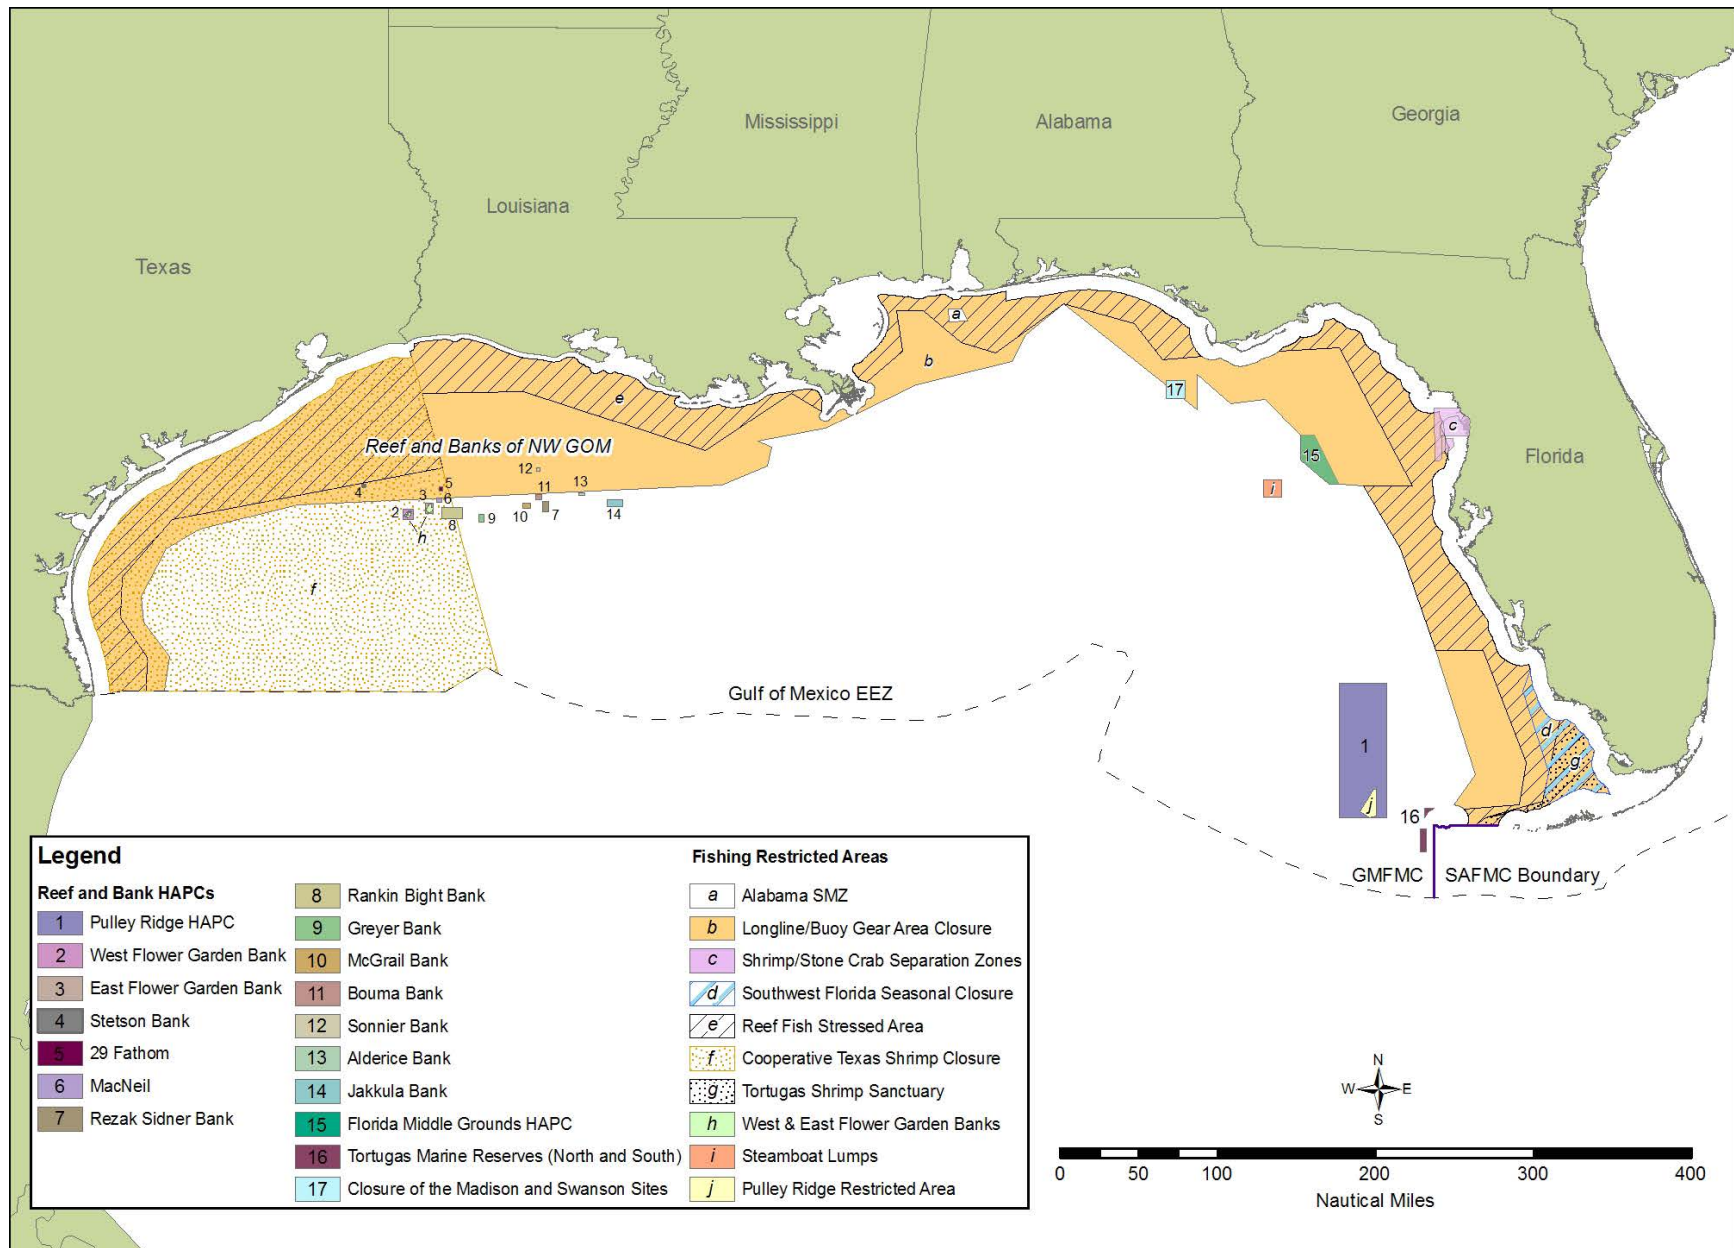 Mississippi
Alabama
Georgia
Louisiana
Texas
a
b
17
e
c
Reef and Banks of NW GOM
15
Florida
12
5
4
i
11
13
3
6
2
10
7
14
8
9
h
f
Gulf of Mexico EEZ
d
1
g
j
16
GMFMC
SAFMC Boundary
Legend
Reef and Bank HAPCs
1 Pulley Ridge HAPC
2 West Flower Garden Bank
3 East Flower Garden Bank
4 Stetson Bank
5 29 Fathom
6 MacNeil
7 Rezak Sidner Bank
8 Rankin Bight Bank
9 Greyer Bank
10 McGrail Bank
11 Bouma Bank
12 Sonnier Bank
13 Alderice Bank
14 Jakkula Bank
15 Florida Middle Grounds HAPC
16 Tortugas Marine Reserves (North and South)
17 Closure of the Madison and Swanson Sites
Fishing Restricted Areas
a Alabama SMZ
b Longline/Buoy Gear Area Closure
c Shrimp/Stone Crab Separation Zones
d Southwest Florida Seasonal Closure
e Reef Fish Stressed Area
f Cooperative Texas Shrimp Closure
g Tortugas Shrimp Sanctuary
h West & East Flower Garden Banks
i Steamboat Lumps
j Pulley Ridge Restricted Area
N
W E
S
0 50 100 200 300 400
Nautical Miles